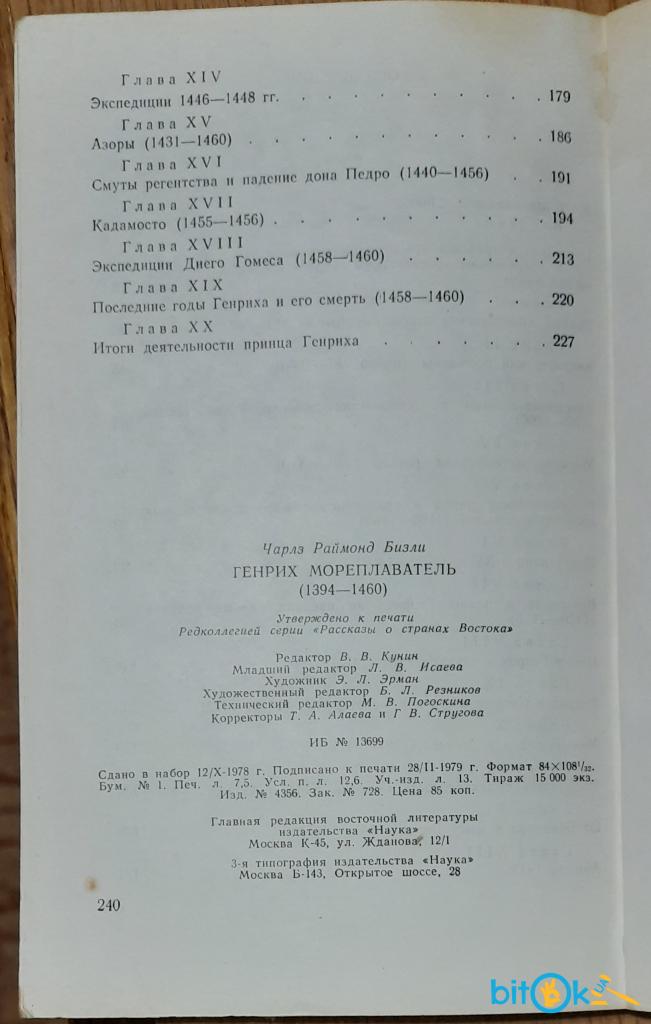 Глава XIV
Экспедиции 1446—1448 гг. . . . . . . . . . . 179
Глава XV
Азоры (1431—1460) . . . . . . . . . . . 186
Глава XVI
Смуты регентства и падение дона Педро (1440—1456) . . 191
Глава XVII
Кадамосто (1455—1456) . . . . . . . . . . . 194
Глава XVIII
Экспедиции Диего Гомеса (1458—1460) . . . . . . 213
Глава XIX
Последние годы Генриха и его смерть (1458—1460) . . . 220
Глава XX
Итоги деятельности принца Генриха . . . . . . . 227
Чарлз Раймонд Бизли
ГЕНРИХ МОРЕПЛАВАТЕЛЬ
(1394—1460)
Утверждено к печати
Редколлегией серии «Рассказы о странах Востока»
Редактор В. В. Кунин
Младший редактор Л. В. Исаева
Художник Э. Л. Эрман
Художественный редактор Б. Л. Резников
Технический редактор М. В. Погоскина
Корректоры Т. А. Алаева и Г. В. Стругова
ИБ № 13699
Сдано в набор 12/X-1978 г. Подписано к печати 28/II-1979 г. Формат 84×108¹/₃₂.
Бум. № 1. Печ. л. 7,5. Усл. п. л. 12,6. Уч.-изд. л. 13. Тираж 15 000 экз.
Изд. № 4356. Зак. № 728. Цена 85 коп.
Главная редакция восточной литературы
издательства «Наука»
Москва К-45, ул. Жданова, 12/1
3-я типография издательства «Наука»
Москва Б-143, Открытое шоссе, 28
240
bitok.UA